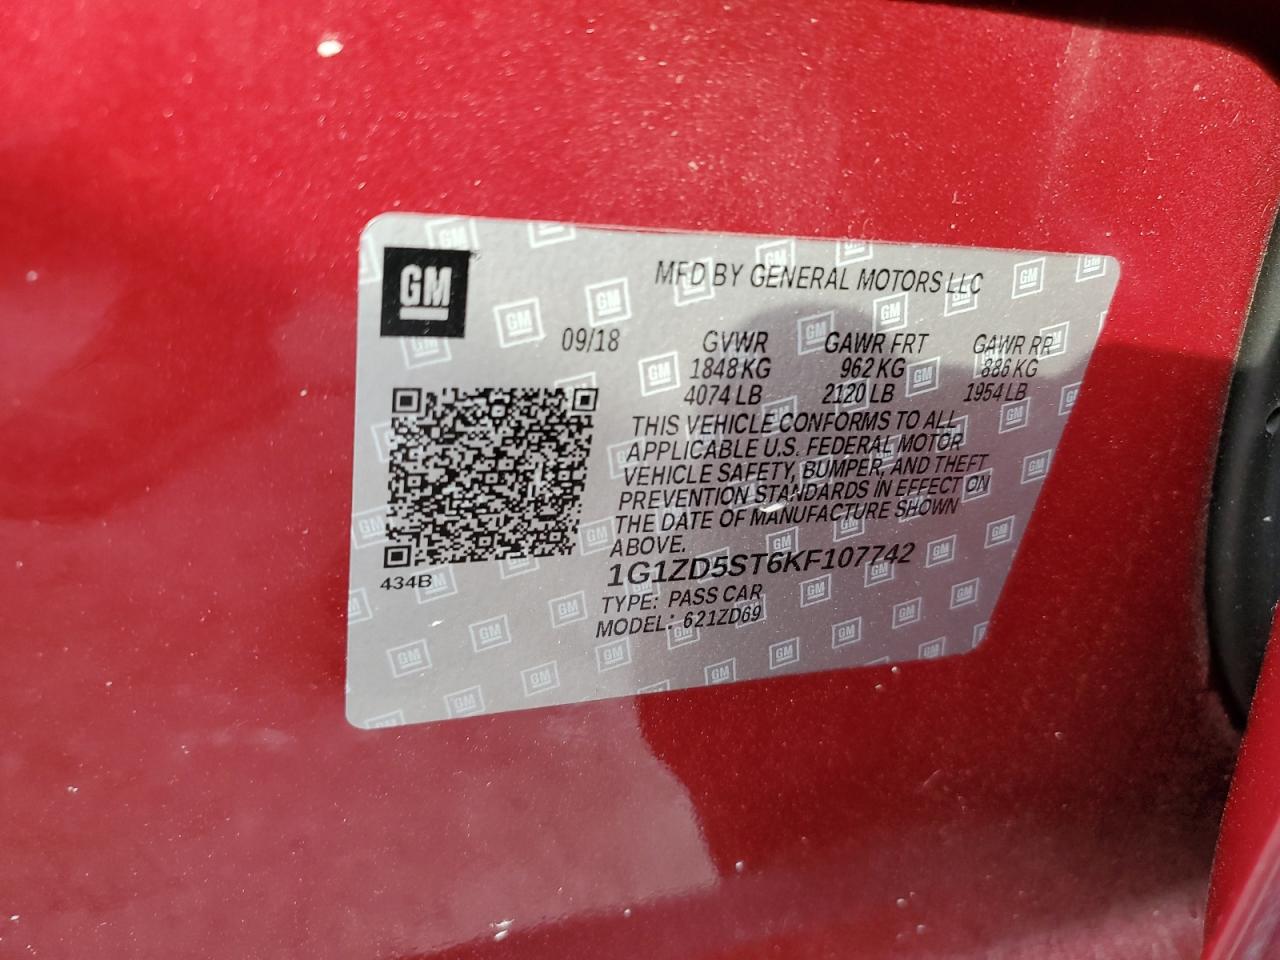 GM
MFD BY GENERAL MOTORS LLC
09/18 GVWR GAWR FRT GAWR RR
1848 KG 962 KG 886 KG
4074 LB 2120 LB 1954 LB
THIS VEHICLE CONFORMS TO ALL
APPLICABLE U.S. FEDERAL MOTOR
VEHICLE SAFETY, BUMPER, AND THEFT
PREVENTION STANDARDS IN EFFECT ON
THE DATE OF MANUFACTURE SHOWN
ABOVE.
434B
1G1ZD5ST6KF107742
TYPE: PASS CAR
MODEL: 621ZD69